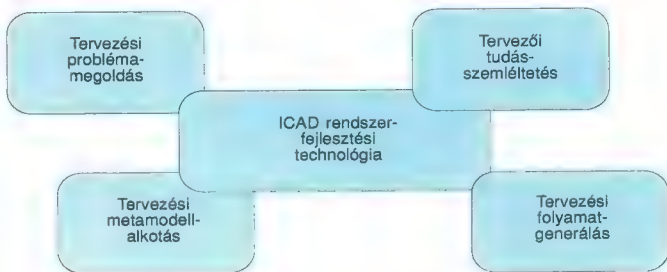 Tervezési
probléma-
megoldás
Tervezői
tudás-
szemléltetés
ICAD rendszer-
fejlesztési
technológia
Tervezési
metamodell-
alkotás
Tervezési
folyamat-
generálás